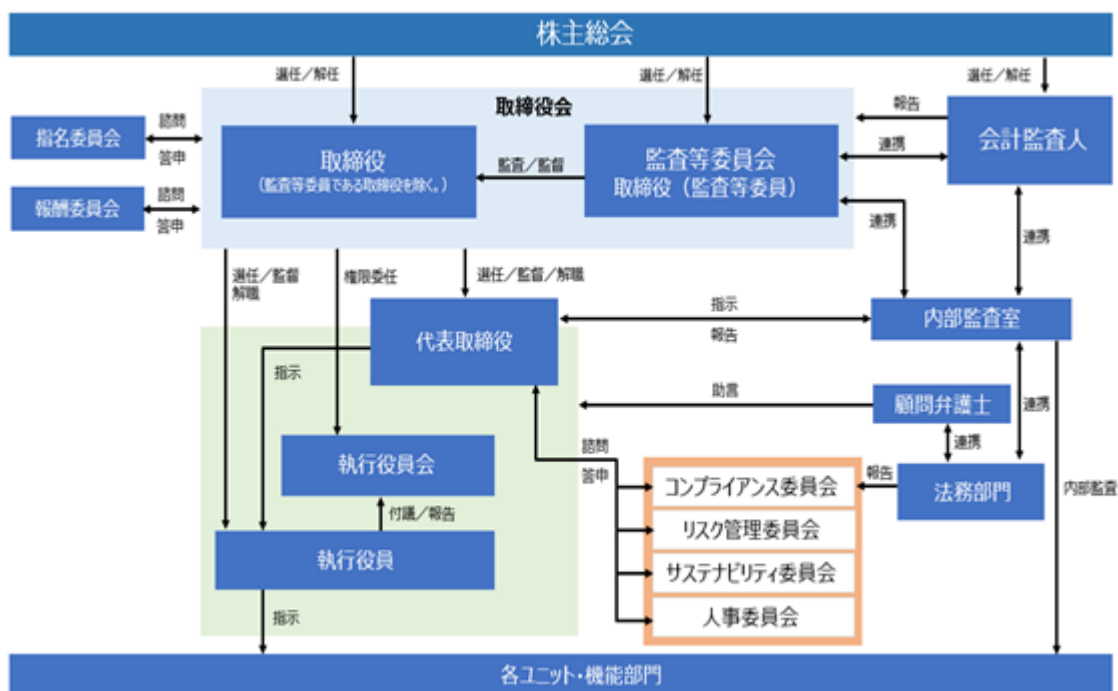 株主総会
選任／解任
選任／解任
選任／解任
取締役会
報告
指名委員会
諮問
答申
取締役
（監査等委員である取締役を除く。）
監査／監督
監査等委員会
取締役（監査等委員）
連携
会計監査人
報酬委員会
諮問
答申
連携
連携
選任／監督
解職
権限委任
選任／監督／解職
代表取締役
指示
報告
内部監査室
指示
助言
顧問弁護士
連携
連携
執行役員会
諮問
答申
コンプライアンス委員会
報告
法務部門
内部監査
付議／報告
リスク管理委員会
執行役員
サステナビリティ委員会
指示
人事委員会
各ユニット・機能部門